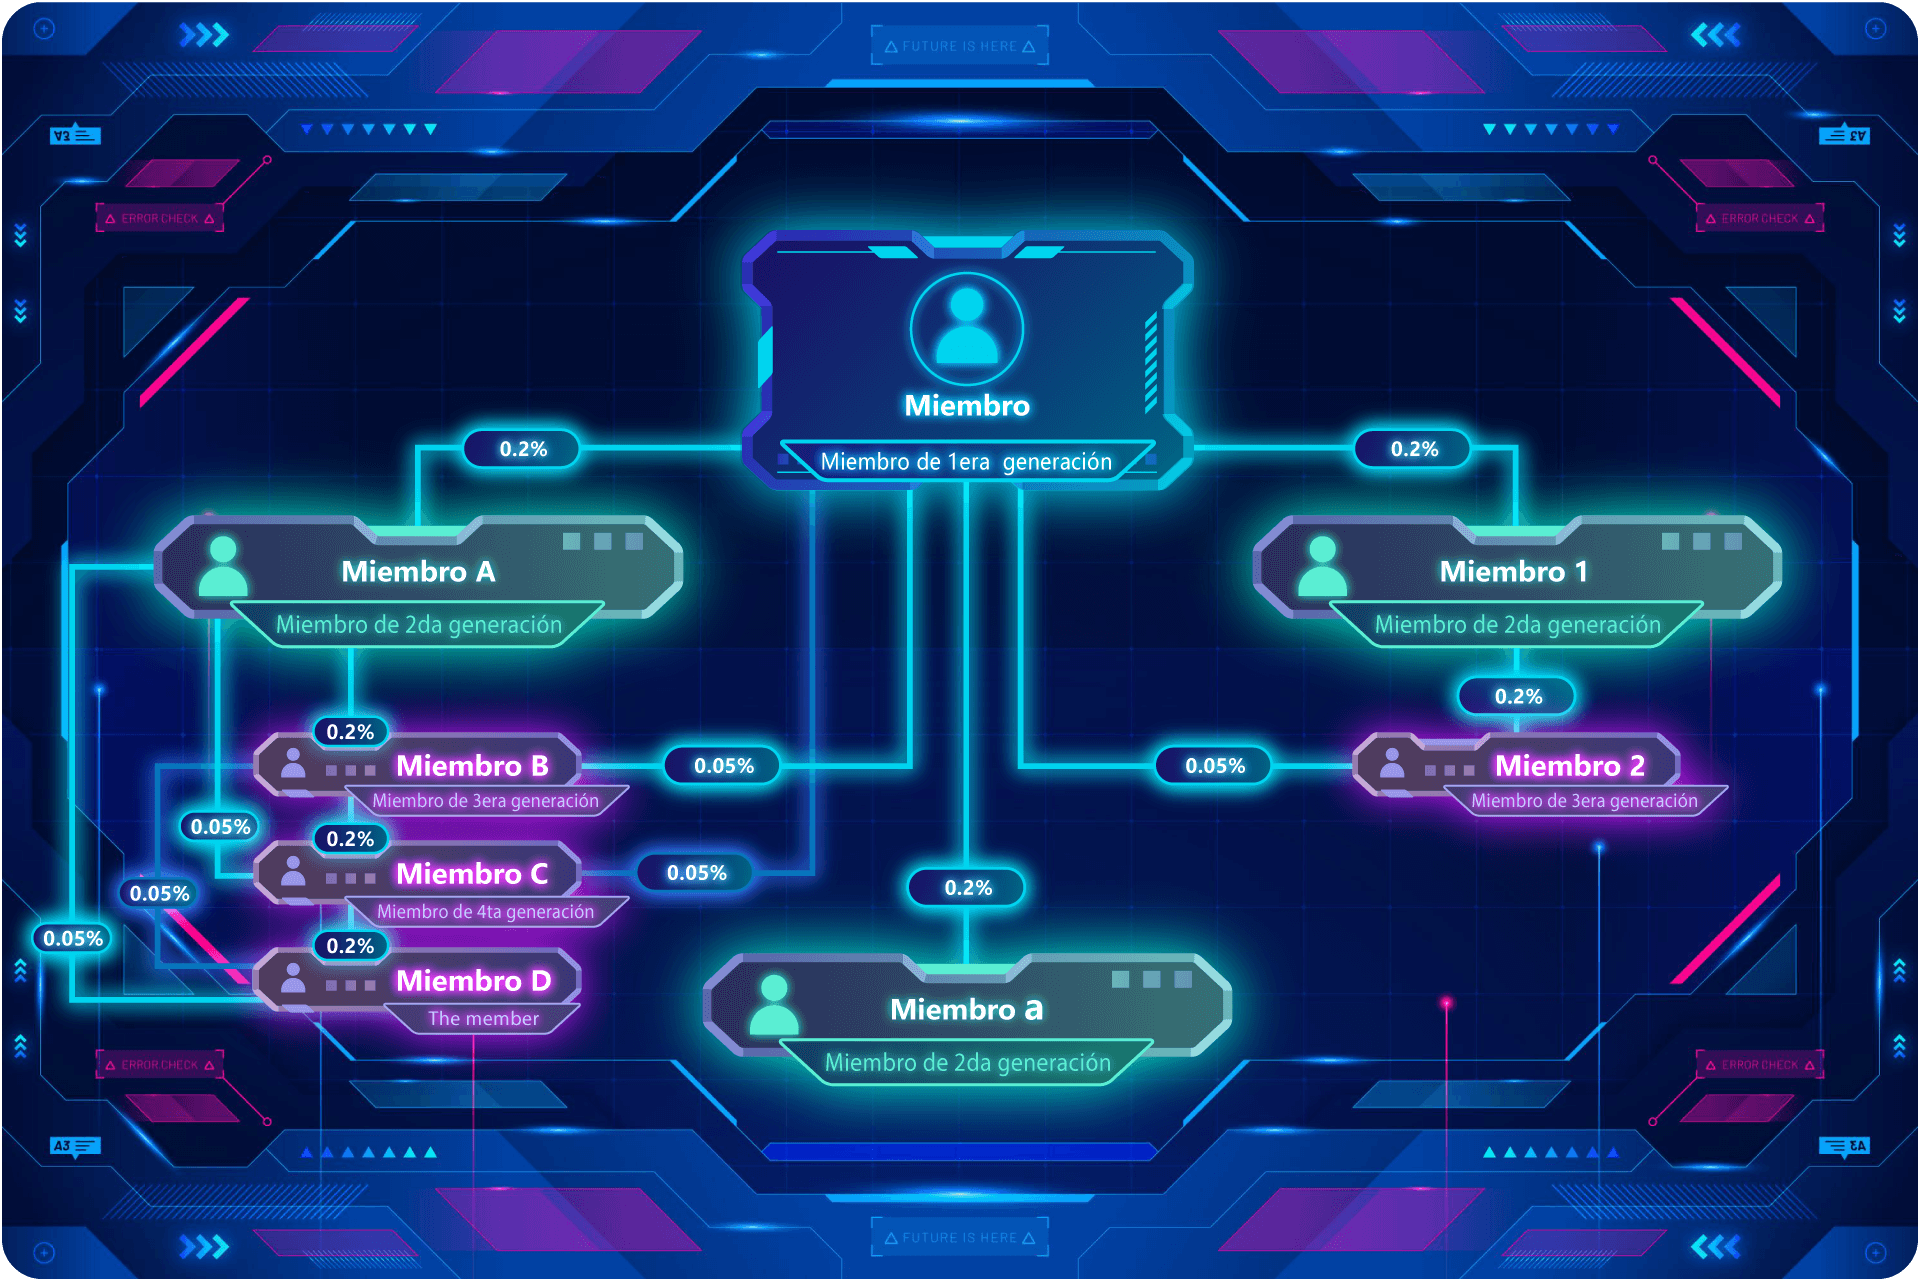 FUTURE IS HERE
A3
A3
ERROR CHECK
ERROR CHECK
Miembro
Miembro de 1era generación
0.2%
0.2%
Miembro A
Miembro de 2da generación
Miembro 1
Miembro de 2da generación
0.2%
0.2%
Miembro B
Miembro de 3era generación
0.05%
0.05%
Miembro 2
Miembro de 3era generación
0.05%
0.2%
Miembro C
Miembro de 4ta generación
0.05%
0.2%
0.05%
0.05%
0.2%
Miembro D
The member
Miembro a
Miembro de 2da generación
ERROR CHECK
ERROR CHECK
A3
A3
FUTURE IS HERE